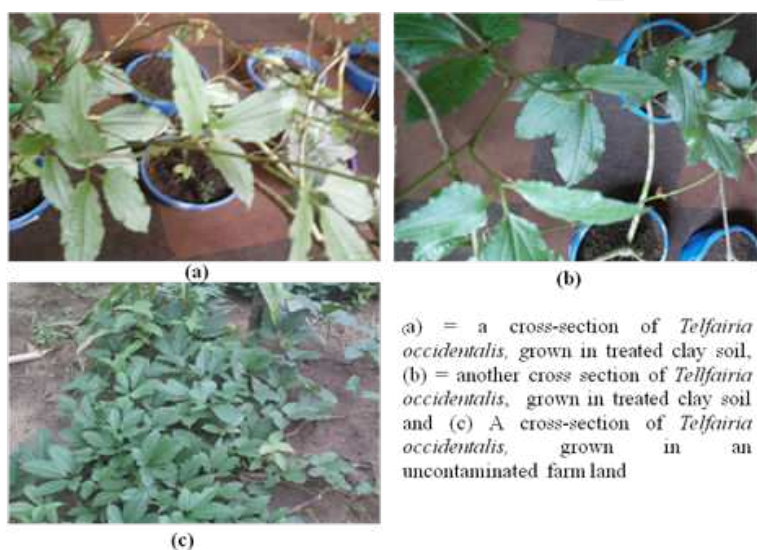 (a)
(b)
(a) = a cross-section of Telfairia
occidentalis, grown in treated clay soil,
(b) = another cross section of Telfairia
occidentalis, grown in treated clay soil
and (c) A cross-section of Telfairia
occidentalis, grown in an
uncontaminated farm land
(c)